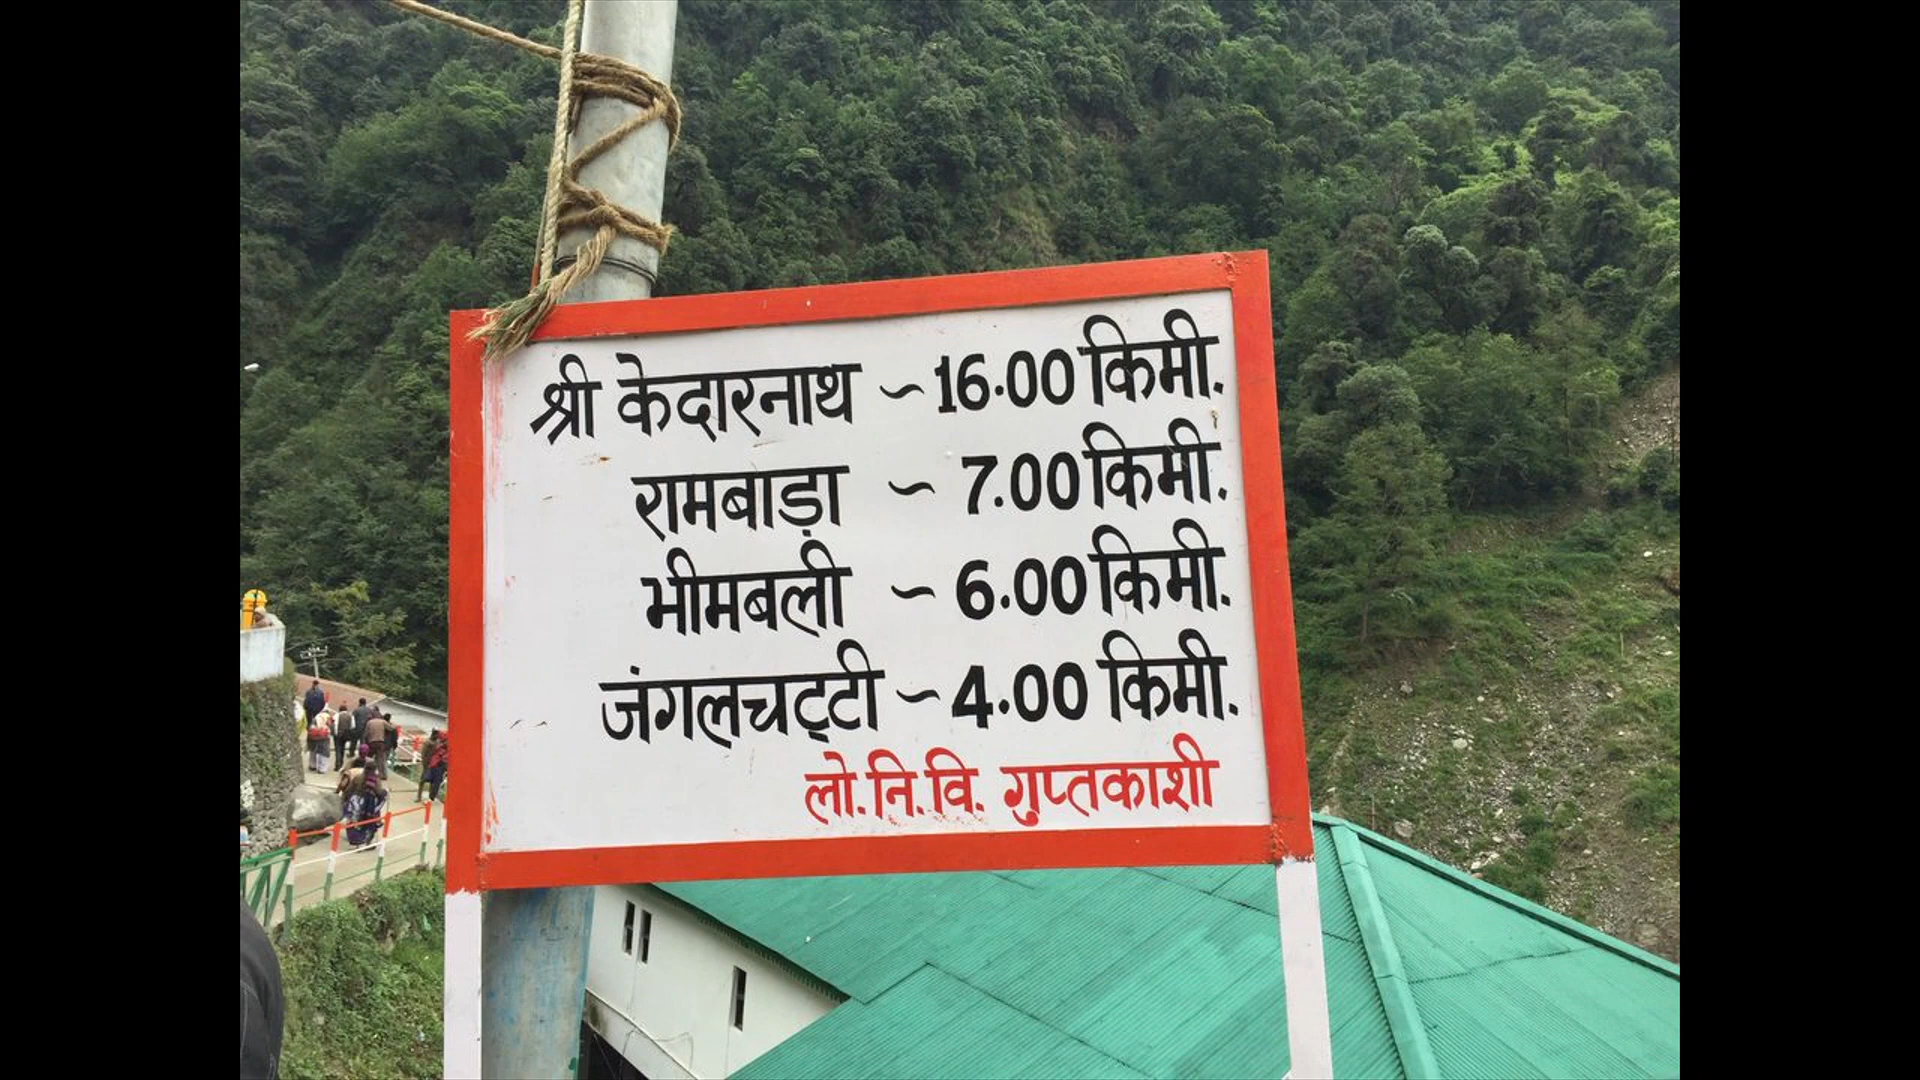 श्री केदारनाथ ~ 16.00 किमी.
रामबाड़ा ~ 7.00 किमी.
भीमबली ~ 6.00 किमी.
जंगलचट्टी ~ 4.00 किमी.
लो.नि.वि. गुप्तकाशी